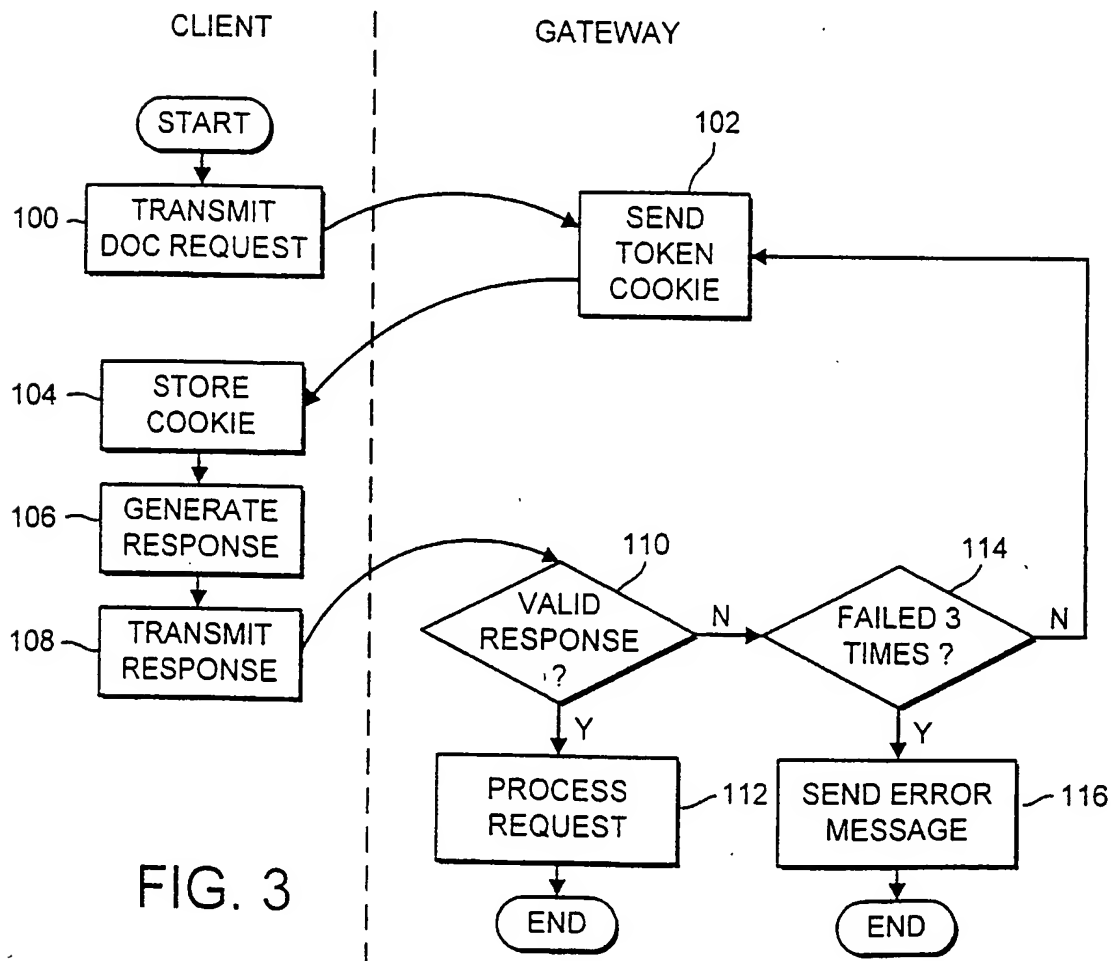 CLIENT
GATEWAY
START
102
100
TRANSMIT
DOC REQUEST
SEND
TOKEN
COOKIE
104
STORE
COOKIE
106
GENERATE
RESPONSE
108
TRANSMIT
RESPONSE
110
VALID
RESPONSE
?
N
114
FAILED 3
TIMES ?
N
Y
Y
PROCESS
REQUEST
112
SEND ERROR
MESSAGE
116
END
END
FIG. 3